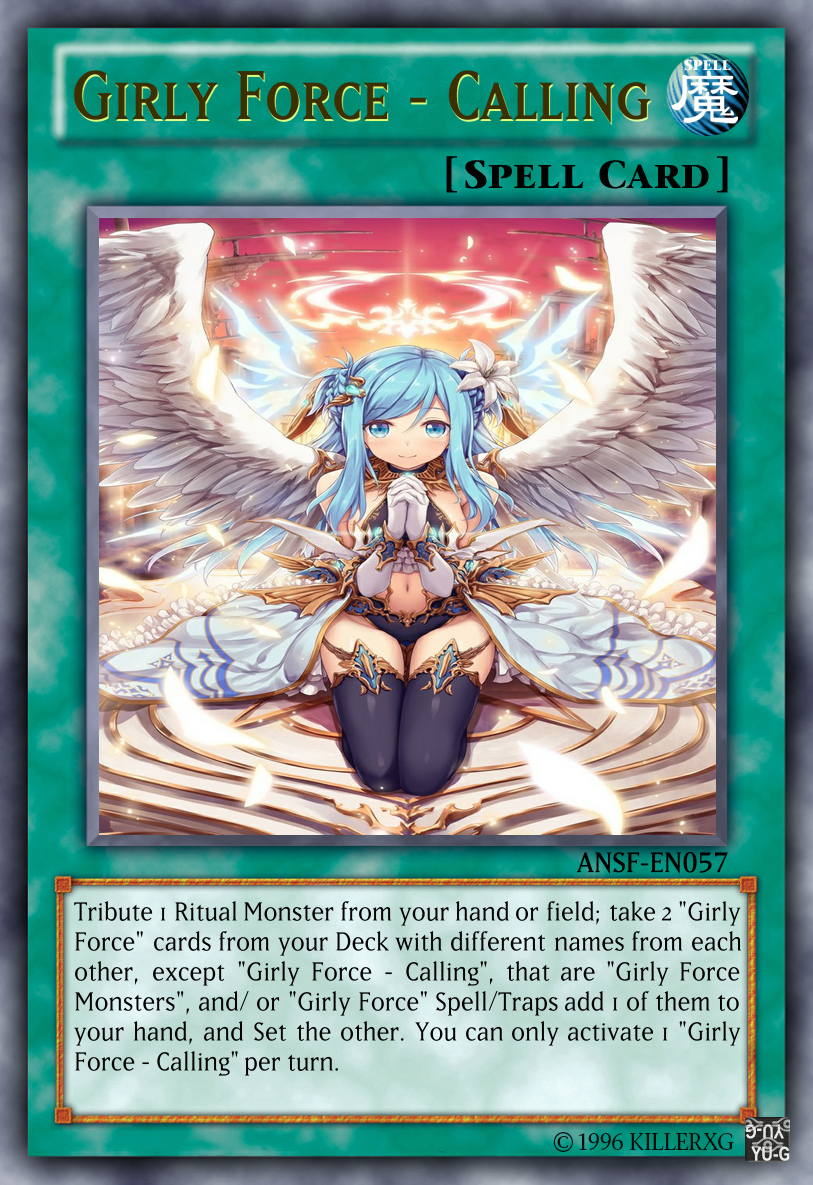 GIRLY FORCE - CALLING
SPELL
魔
[SPELL CARD]
ANSF-EN057
Tribute 1 Ritual Monster from your hand or field; take 2 "Girly
Force" cards from your Deck with different names from each
other, except "Girly Force - Calling", that are "Girly Force
Monsters", and/ or "Girly Force" Spell/Traps add 1 of them to
your hand, and Set the other. You can only activate 1 "Girly
Force - Calling" per turn.
© 1996 KILLERXG
YU-G
YU-G